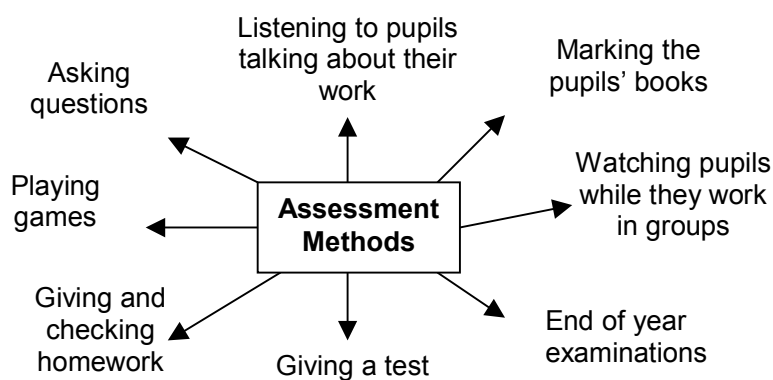 Listening to pupils
talking about their
work
Marking the
pupils’ books
Asking
questions
Watching pupils
while they work
in groups
Playing
games
Assessment
Methods
Giving and
checking
homework
Giving a test
End of year
examinations